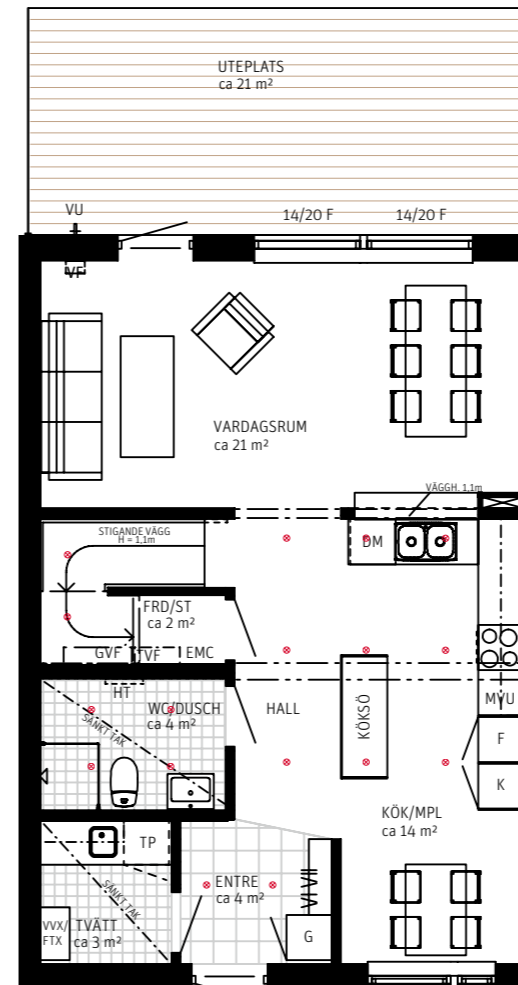 UTEPLATS
ca 21 m²
VU
14/20 F
14/20 F
VF
VARDAGSRUM
ca 21 m²
VÄGGH. 1,1m
STIGANDE VÄGG
H = 1,1m
DM
FRD/ST
ca 2 m²
GVF
TVF
EMC
HT
WC/DUSCH
ca 4 m²
SÄNKT TAK
HALL
KÖKSÖ
MVU
F
K
KÖK/MPL
ca 14 m²
TP
ENTRE
ca 4 m²
SÄNKT TAK
VVX/
FTX
TVÄTT
ca 3 m²
G